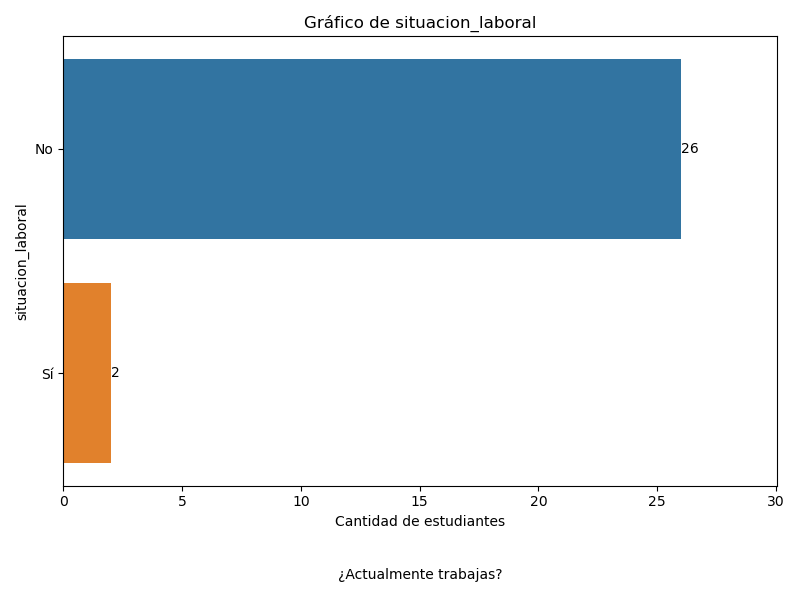 Gráfico de situacion_laboral
situacion_laboral
No
26
Sí
2
0 5 10 15 20 25 30
Cantidad de estudiantes
¿Actualmente trabajas?